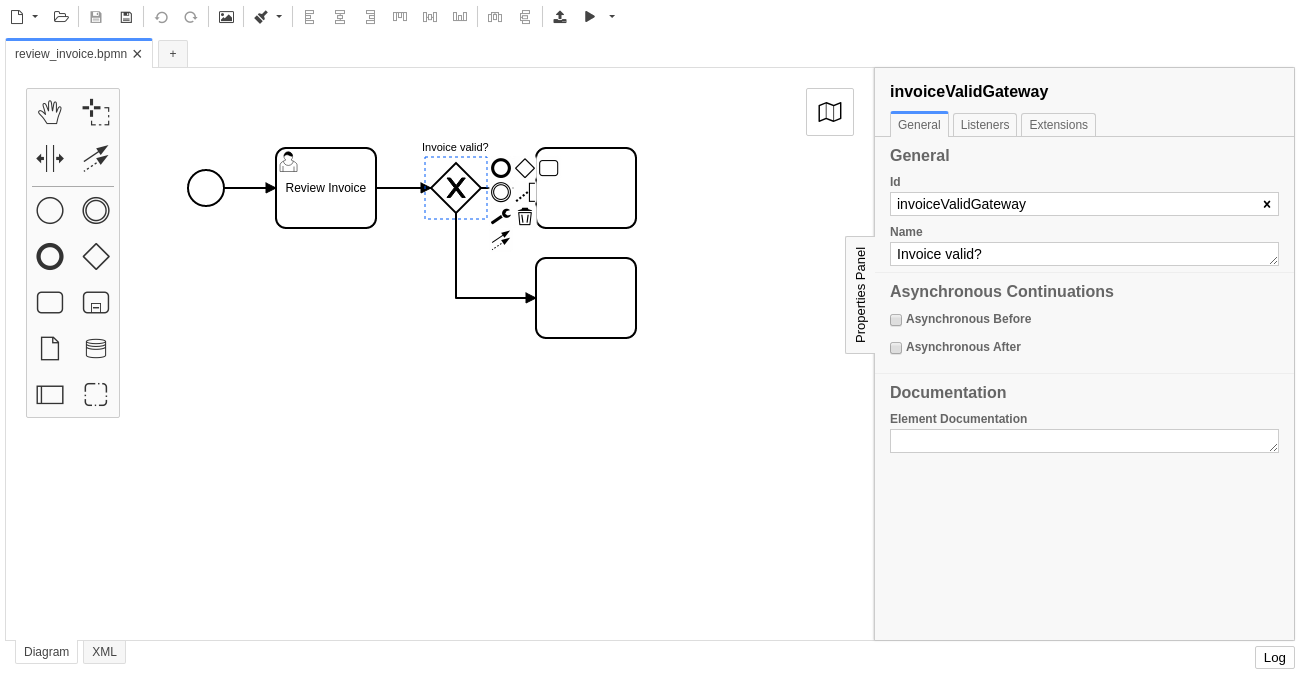 review_invoice.bpmn ✕
+
Invoice valid?
Review Invoice
Properties Panel
invoiceValidGateway
General Listeners Extensions
General
Id
invoiceValidGateway ×
Name
Invoice valid?
Asynchronous Continuations
Asynchronous Before
Asynchronous After
Documentation
Element Documentation
Diagram XML
Log